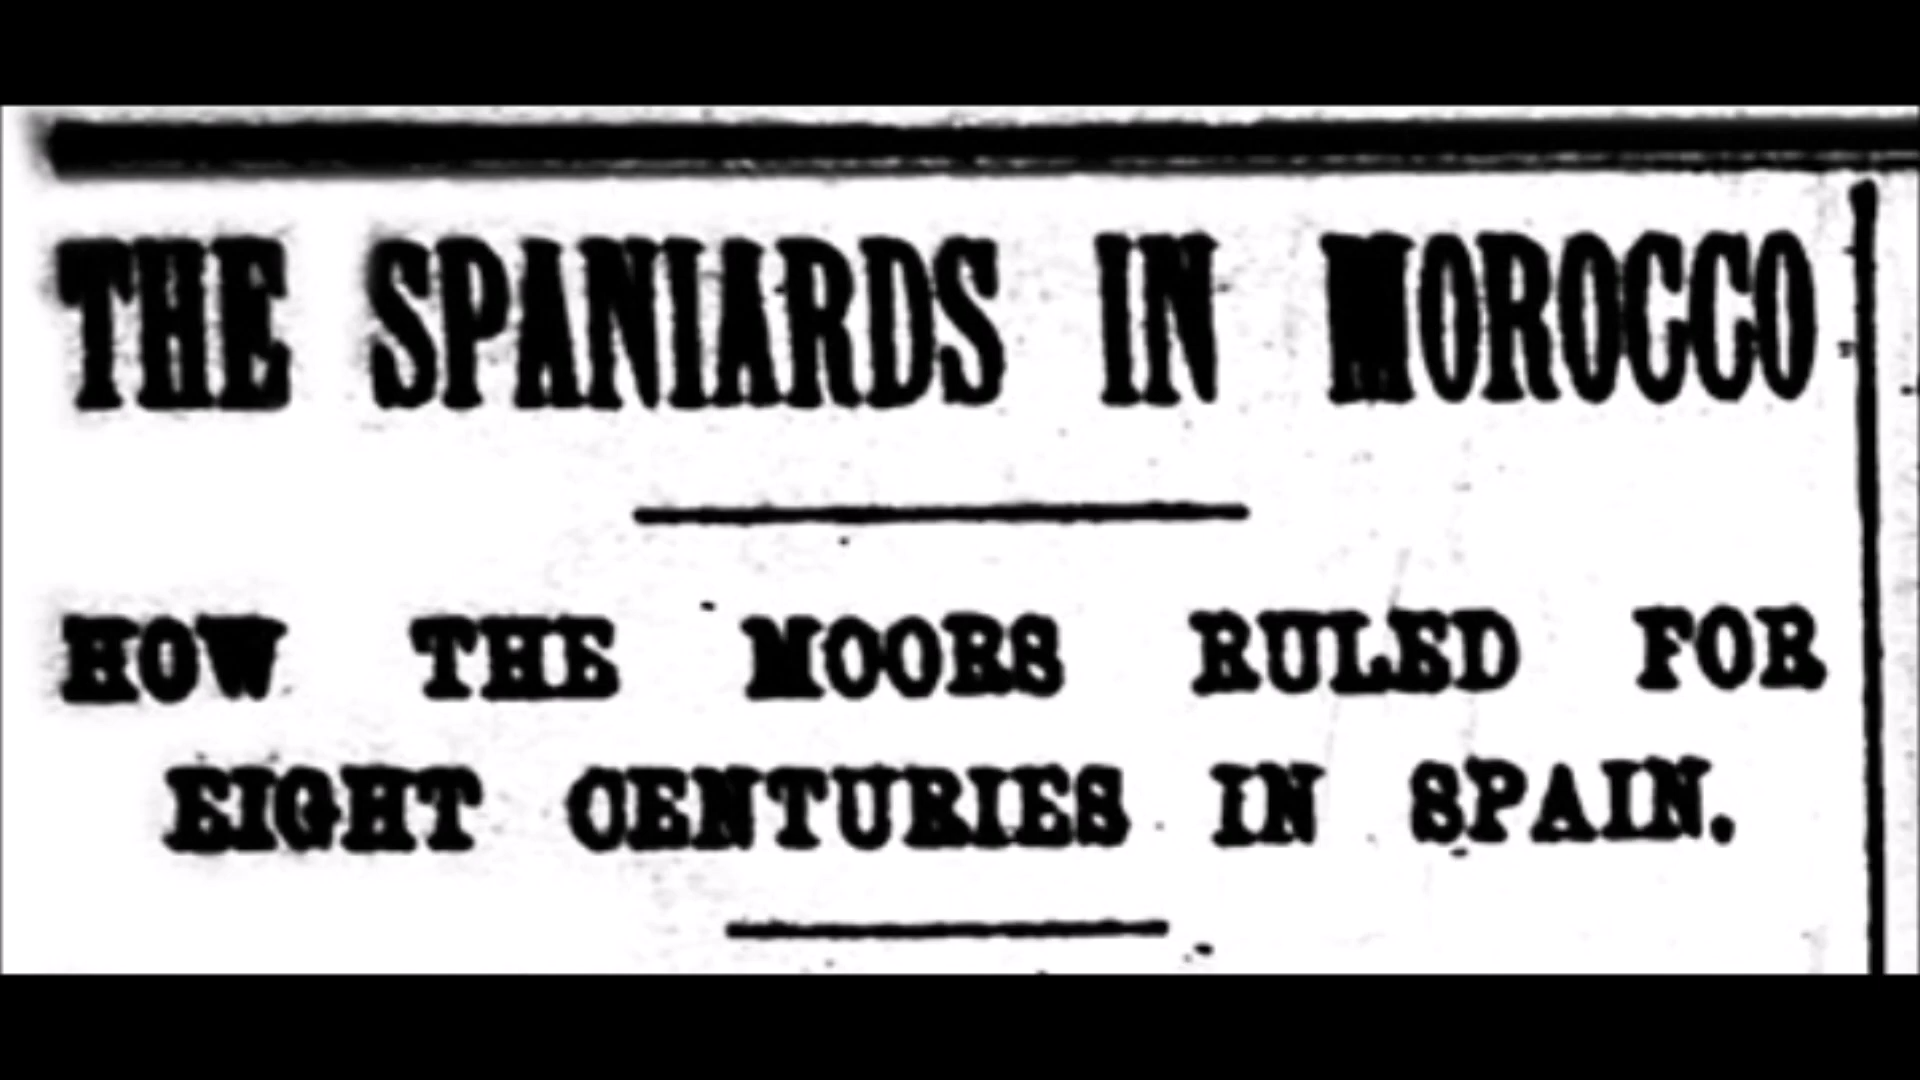 THE SPANIARDS IN MOROCCO
HOW THE MOORS RULED FOR
EIGHT CENTURIES IN SPAIN.